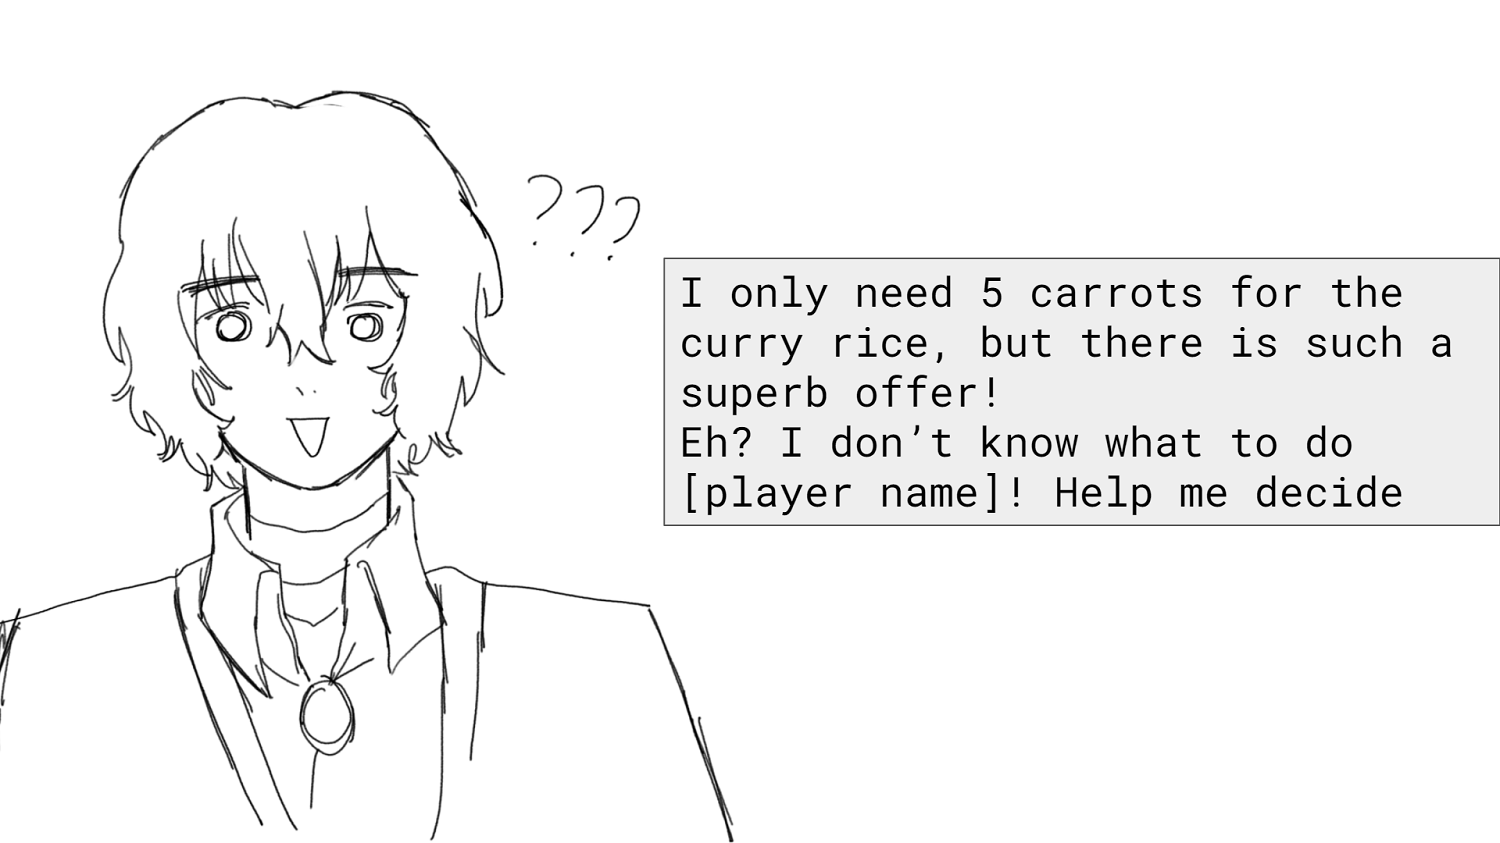 ???
I only need 5 carrots for the
curry rice, but there is such a
superb offer!
Eh? I don’t know what to do
[player name]! Help me decide